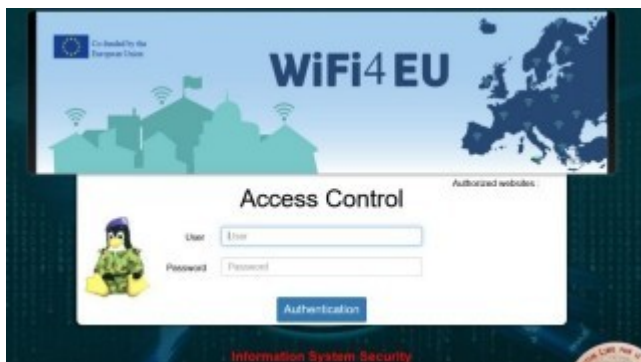 Co-funded by the
European Union
WiFi4EU
Access Control
Authorized websites :
User
User
Password
Password
Authentication
Information System Security